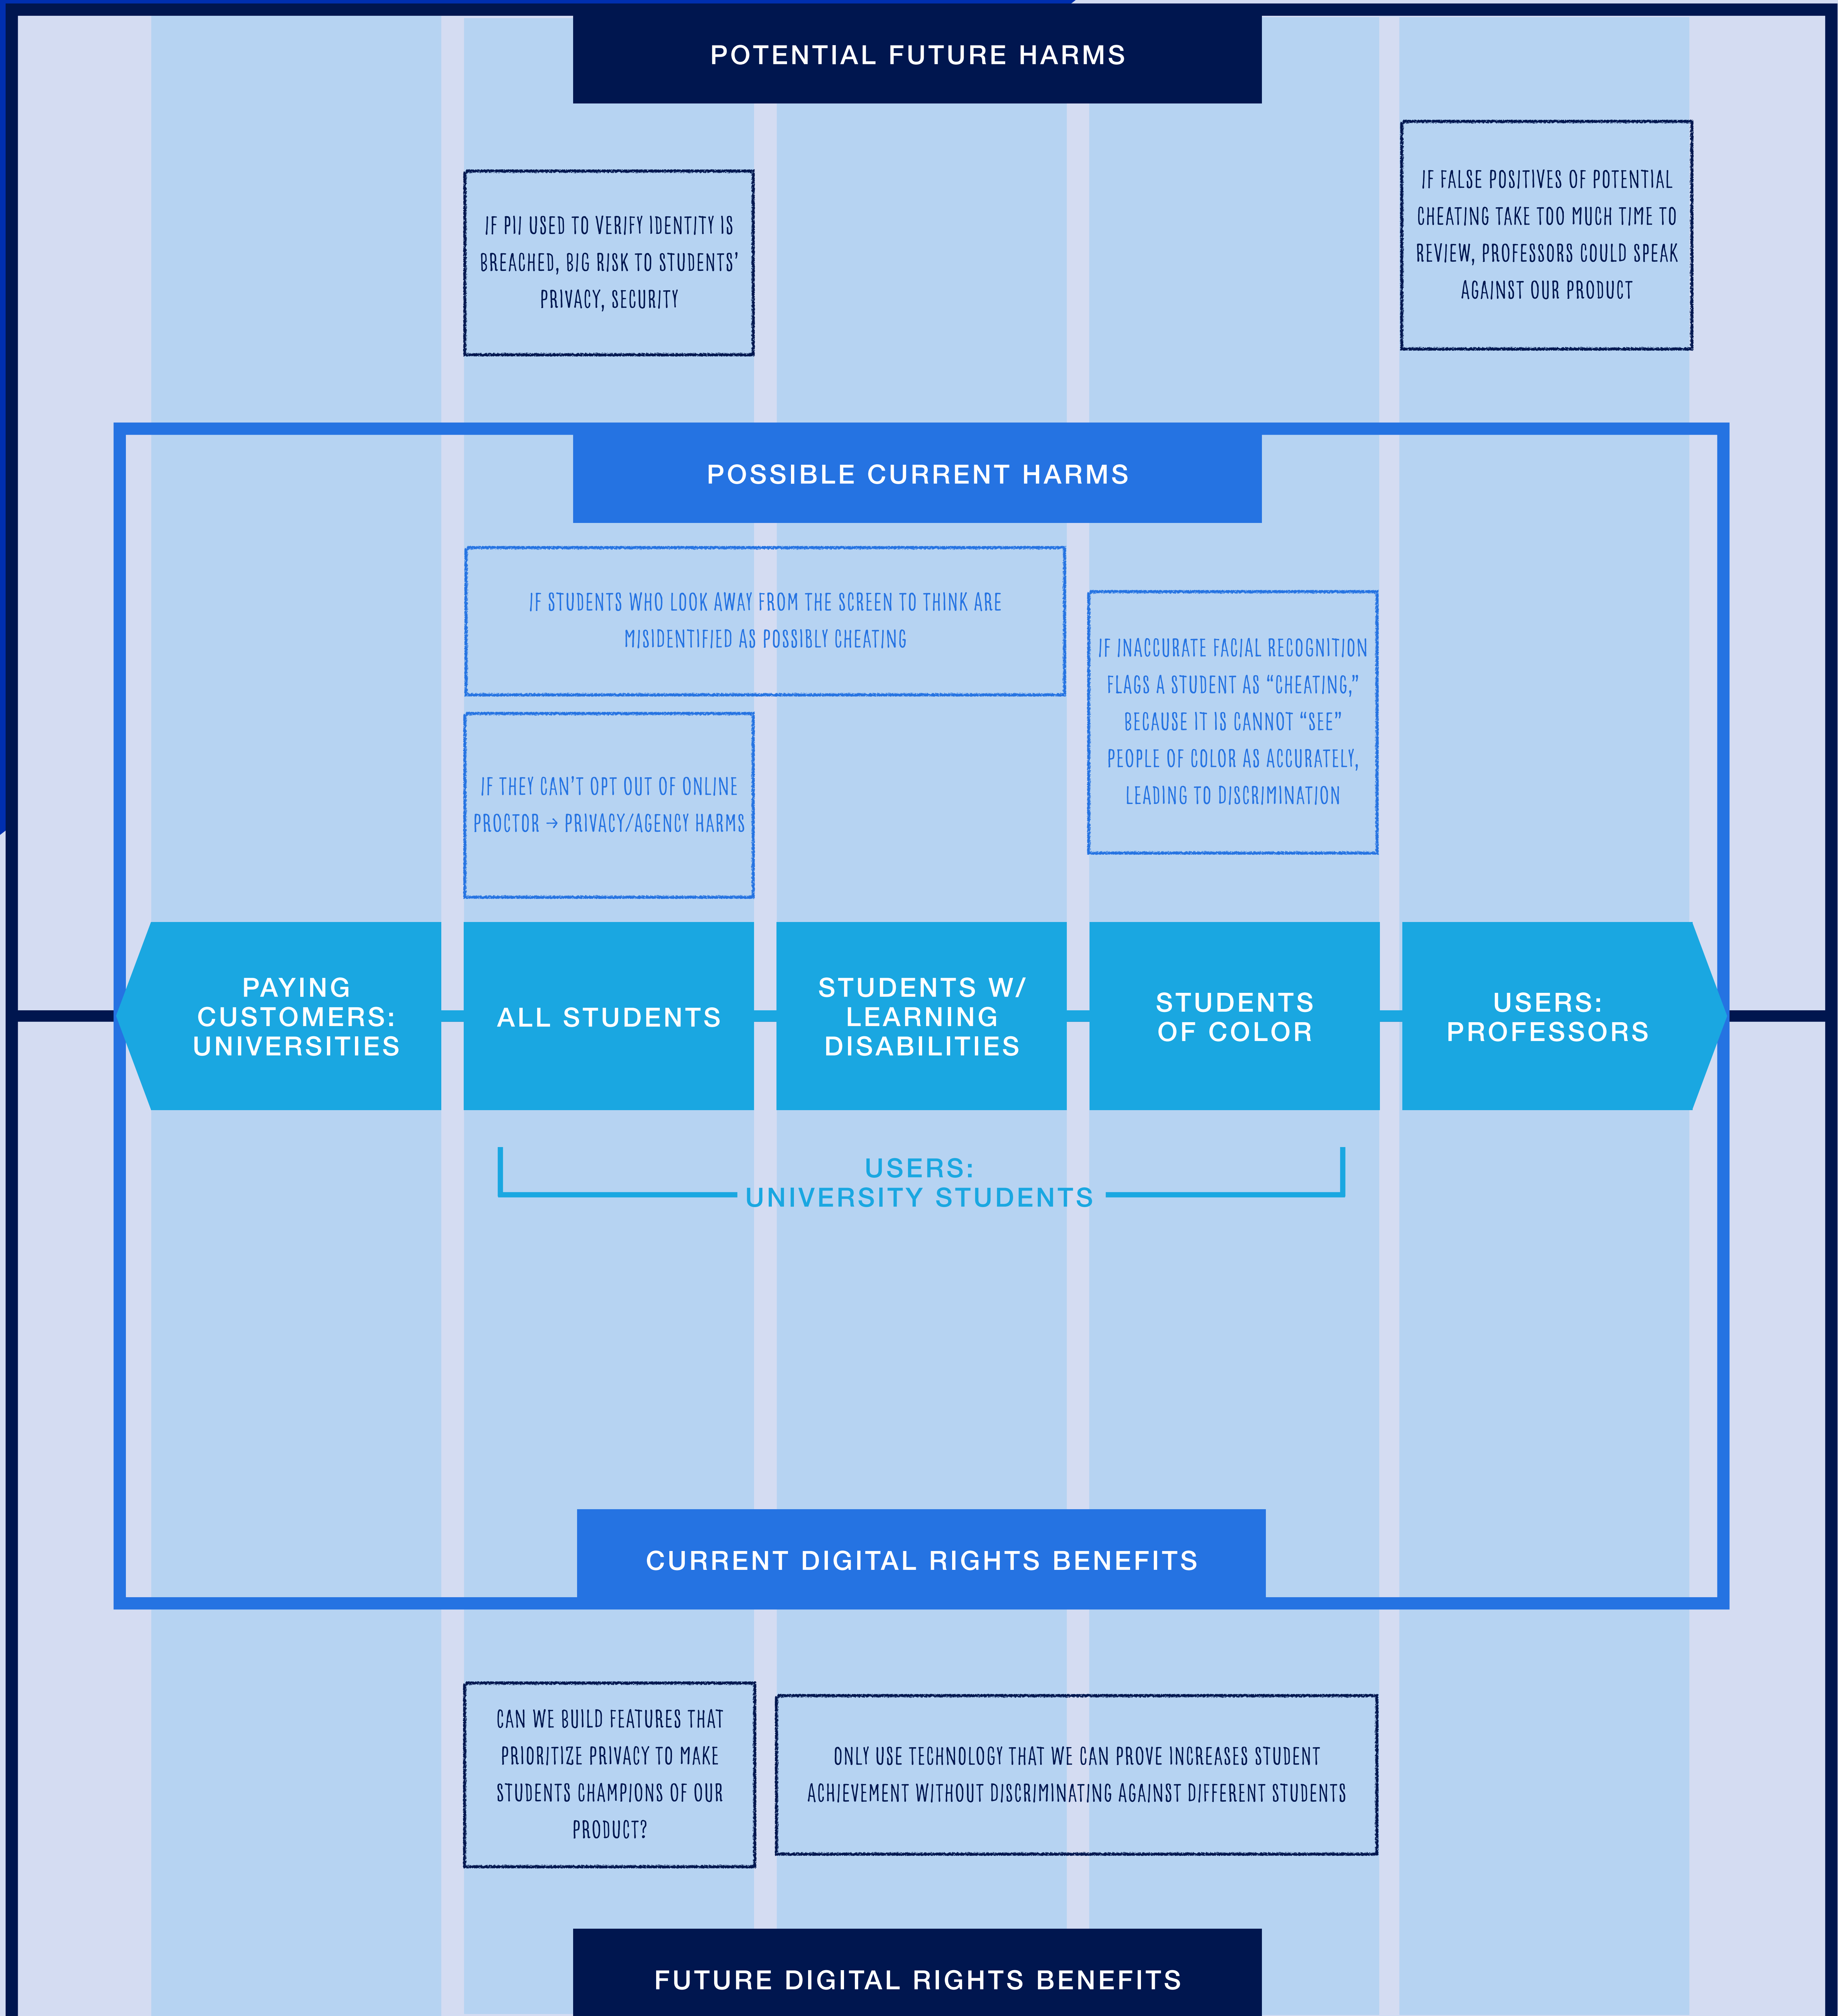 POTENTIAL FUTURE HARMS
IF PII USED TO VERIFY IDENTITY IS
BREACHED, BIG RISK TO STUDENTS’
PRIVACY, SECURITY
IF FALSE POSITIVES OF POTENTIAL
CHEATING TAKE TOO MUCH TIME TO
REVIEW, PROFESSORS COULD SPEAK
AGAINST OUR PRODUCT
POSSIBLE CURRENT HARMS
IF STUDENTS WHO LOOK AWAY FROM THE SCREEN TO THINK ARE
MISIDENTIFIED AS POSSIBLY CHEATING
IF INACCURATE FACIAL RECOGNITION
FLAGS A STUDENT AS “CHEATING,”
BECAUSE IT IS CANNOT “SEE”
PEOPLE OF COLOR AS ACCURATELY,
LEADING TO DISCRIMINATION
IF THEY CAN’T OPT OUT OF ONLINE
PROCTOR → PRIVACY/AGENCY HARMS
PAYING
CUSTOMERS:
UNIVERSITIES
ALL STUDENTS
STUDENTS W/
LEARNING
DISABILITIES
STUDENTS
OF COLOR
USERS:
PROFESSORS
USERS:
UNIVERSITY STUDENTS
CURRENT DIGITAL RIGHTS BENEFITS
CAN WE BUILD FEATURES THAT
PRIORITIZE PRIVACY TO MAKE
STUDENTS CHAMPIONS OF OUR
PRODUCT?
ONLY USE TECHNOLOGY THAT WE CAN PROVE INCREASES STUDENT
ACHIEVEMENT WITHOUT DISCRIMINATING AGAINST DIFFERENT STUDENTS
FUTURE DIGITAL RIGHTS BENEFITS